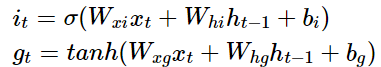 i_t = σ(W_{xi}x_t + W_{hi}h_{t−1} + b_i)
g_t = tanh(W_{xg}x_t + W_{hg}h_{t−1} + b_g)